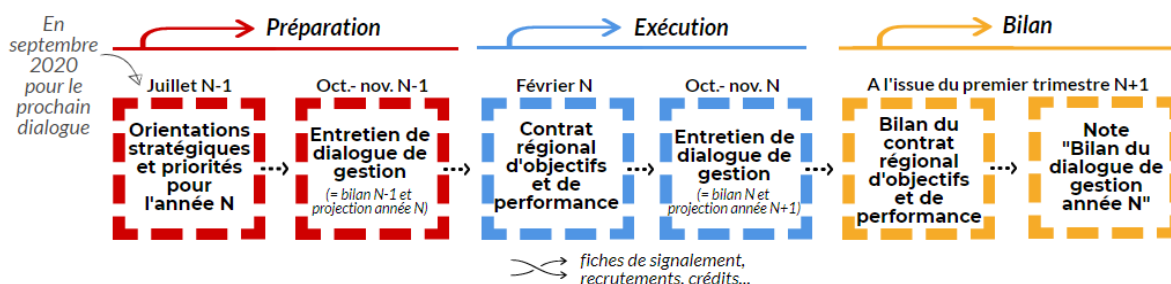 En
septembre
2020
pour le
prochain
dialogue
Préparation
Juillet N-1
Orientations
stratégiques
et priorités
pour
l'année N
Oct.- nov. N-1
Entretien de
dialogue de
gestion
(= bilan N-1 et
projection année N)
Exécution
Février N
Contrat
régional
d'objectifs
et de
performance
Oct.- nov. N
Entretien de
dialogue de
gestion
(= bilan N et
projection année N+1)
fiches de signalement,
recrutements, crédits...
Bilan
A l'issue du premier trimestre N+1
Bilan du
contrat
régional
d'objectifs
et de
performance
Note
"Bilan du
dialogue de
gestion
année N"